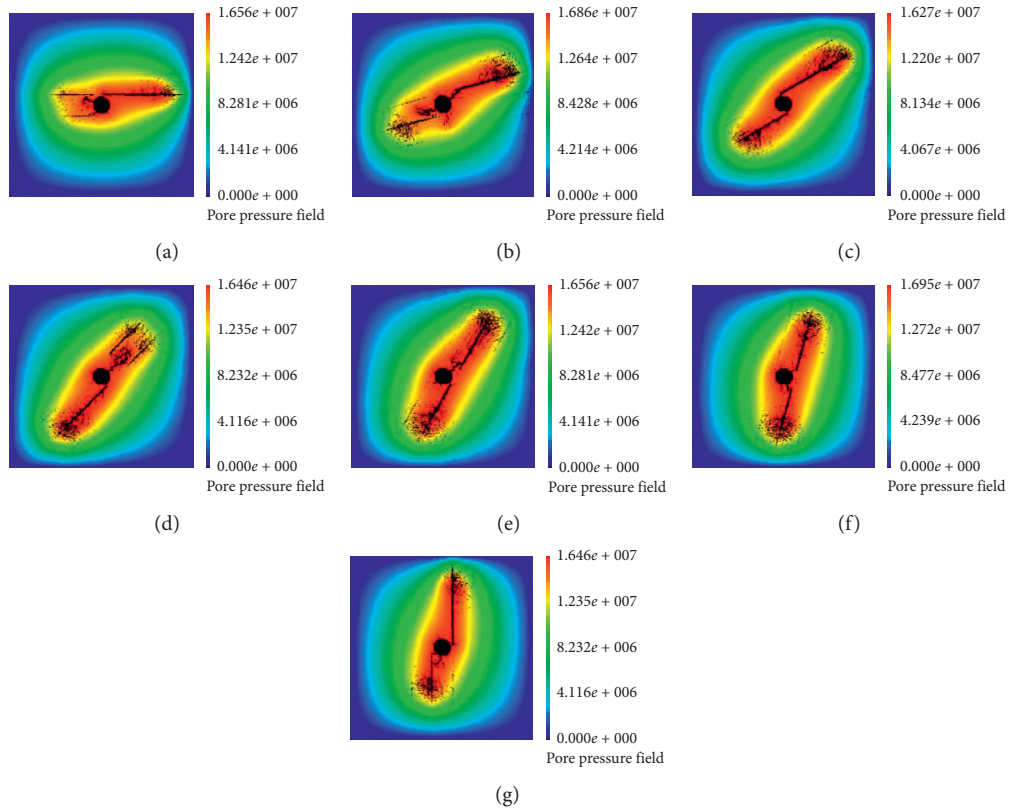 1.656e + 007
1.242e + 007
8.281e + 006
4.141e + 006
0.000e + 000
Pore pressure field
(a)
1.686e + 007
1.264e + 007
8.428e + 006
4.214e + 006
0.000e + 000
Pore pressure field
(b)
1.627e + 007
1.220e + 007
8.134e + 006
4.067e + 006
0.000e + 000
Pore pressure field
(c)
1.646e + 007
1.235e + 007
8.232e + 006
4.116e + 006
0.000e + 000
Pore pressure field
(d)
1.656e + 007
1.242e + 007
8.281e + 006
4.141e + 006
0.000e + 000
Pore pressure field
(e)
1.695e + 007
1.272e + 007
8.477e + 006
4.239e + 006
0.000e + 000
Pore pressure field
(f)
1.646e + 007
1.235e + 007
8.232e + 006
4.116e + 006
0.000e + 000
Pore pressure field
(g)